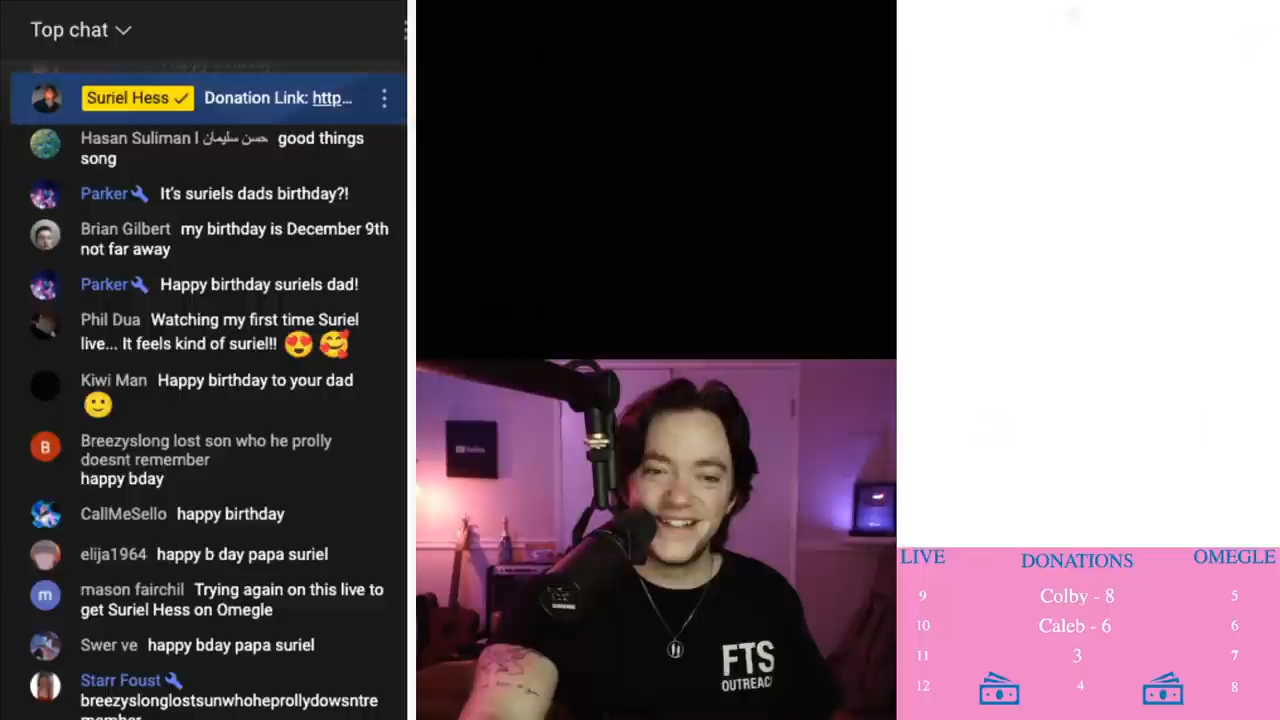 Top chat
Suriel Hess Donation Link: http...
Hasan Suliman l حسن سليمان good things
song
Parker It's suriels dads birthday?!
Brian Gilbert my birthday is December 9th
not far away
Parker Happy birthday suriels dad!
Phil Dua Watching my first time Suriel
live... It feels kind of suriel!!
Kiwi Man Happy birthday to your dad
B
Breezyslong lost son who he prolly
doesnt remember
happy bday
CallMeSello happy birthday
elija1964 happy b day papa suriel
m
mason fairchil Trying again on this live to
get Suriel Hess on Omegle
Swer ve happy bday papa suriel
Starr Foust
breezyslonglostsunwhoheprollydowsntre
member
FTS
OUTREACH
LIVE DONATIONS OMEGLE
9 Colby - 8 5
10 Caleb - 6 6
11 3 7
12 4 8